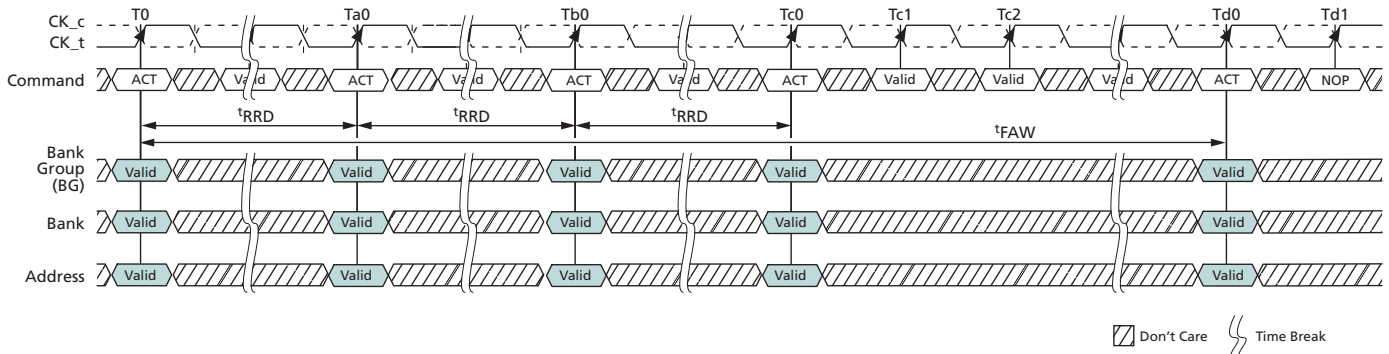 T0 Ta0 Tb0 Tc0 Tc1 Tc2 Td0 Td1
CK_c
CK_t
Command ACT Valid ACT Valid ACT Valid ACT Valid Valid Valid ACT NOP
tRRD tRRD tRRD
tFAW
Bank
Group
(BG)
Valid Valid Valid Valid Valid
Bank Valid Valid Valid Valid Valid
Address Valid Valid Valid Valid Valid
Don't Care Time Break